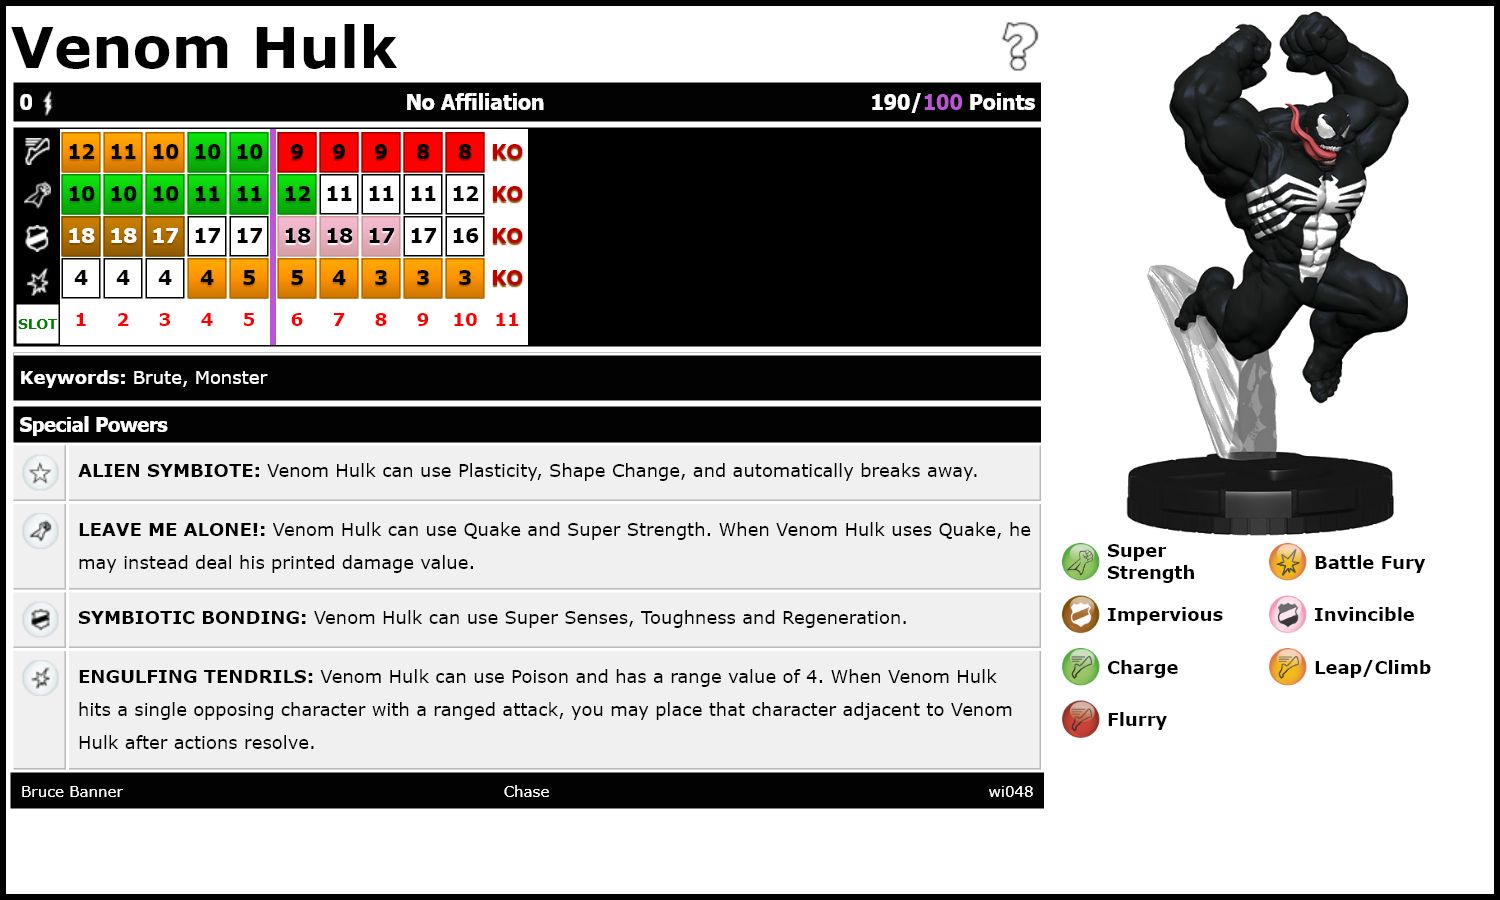 Venom Hulk
0 No Affiliation 190/100 Points
12 11 10 10 10 9 9 9 8 8 KO
10 10 10 11 11 12 11 11 11 12 KO
18 18 17 17 17 18 18 17 17 16 KO
4 4 4 4 5 5 4 3 3 3 KO
SLOT 1 2 3 4 5 6 7 8 9 10 11
Keywords: Brute, Monster
Special Powers
ALIEN SYMBIOTE: Venom Hulk can use Plasticity, Shape Change, and automatically breaks away.
LEAVE ME ALONE!: Venom Hulk can use Quake and Super Strength. When Venom Hulk uses Quake, he
may instead deal his printed damage value.
SYMBIOTIC BONDING: Venom Hulk can use Super Senses, Toughness and Regeneration.
ENGULFING TENDRILS: Venom Hulk can use Poison and has a range value of 4. When Venom Hulk
hits a single opposing character with a ranged attack, you may place that character adjacent to Venom
Hulk after actions resolve.
Bruce Banner Chase wi048
Super
Strength
Battle Fury
Impervious
Invincible
Charge
Leap/Climb
Flurry